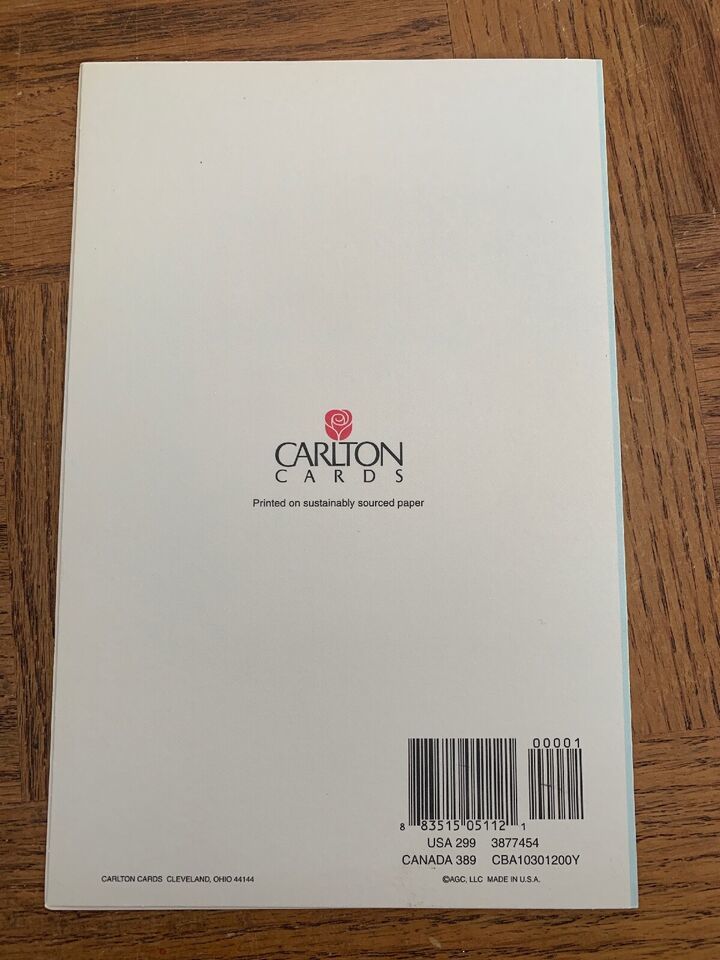 CARLTON
CARDS
Printed on sustainably sourced paper
00001
8 83515 05112 1
USA 299 3877454
CANADA 389 CBA10301200Y
CARLTON CARDS CLEVELAND, OHIO 44144
©AGC, LLC MADE IN U.S.A.